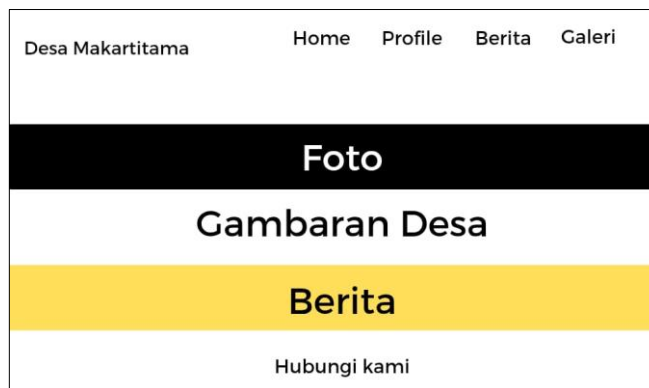 Desa Makartitama
Home Profile Berita Galeri
Foto
Gambaran Desa
Berita
Hubungi kami